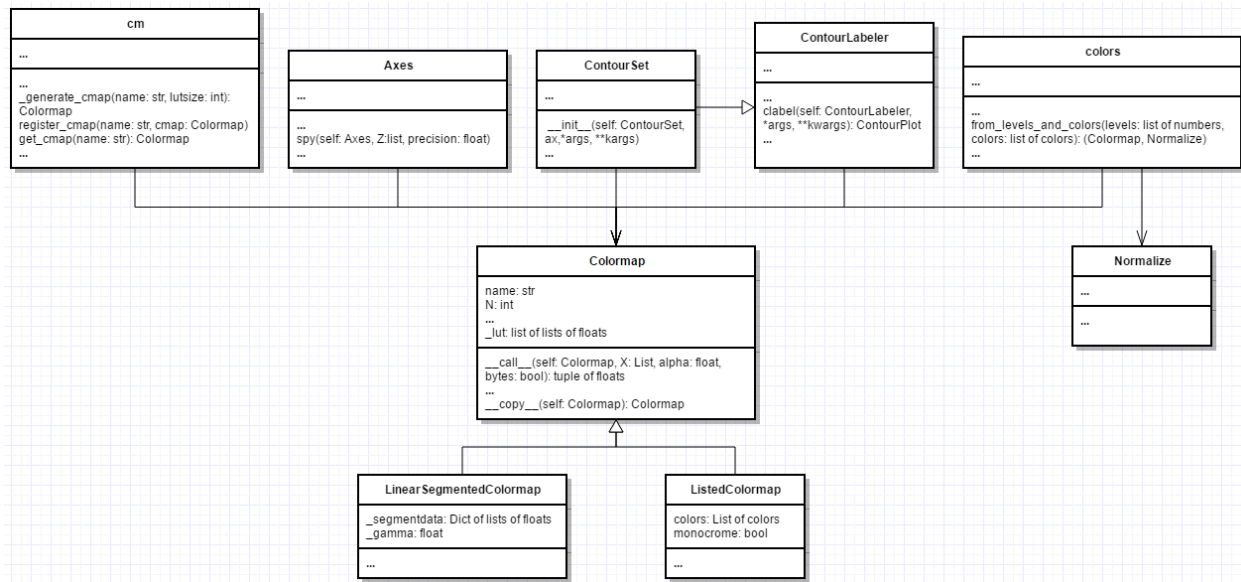 cm
...
...
_generate_cmap(name: str, lutsize: int):
Colormap
register_cmap(name: str, cmap: Colormap)
get_cmap(name: str): Colormap
...
Axes
...
...
spy(self: Axes, Z:list, precision: float)
...
ContourSet
...
__init__(self: ContourSet,
ax,*args, **kargs)
...
ContourLabeler
...
...
clabel(self: ContourLabeler,
*args, **kwargs): ContourPlot
...
colors
...
...
from_levels_and_colors(levels: list of numbers,
colors: list of colors): (Colormap, Normalize)
...
Colormap
name: str
N: int
...
_lut: list of lists of floats
__call__(self: Colormap, X: List, alpha: float,
bytes: bool): tuple of floats
...
__copy__(self: Colormap): Colormap
Normalize
...
...
LinearSegmentedColormap
_segmentdata: Dict of lists of floats
_gamma: float
...
ListedColormap
colors: List of colors
monocrome: bool
...